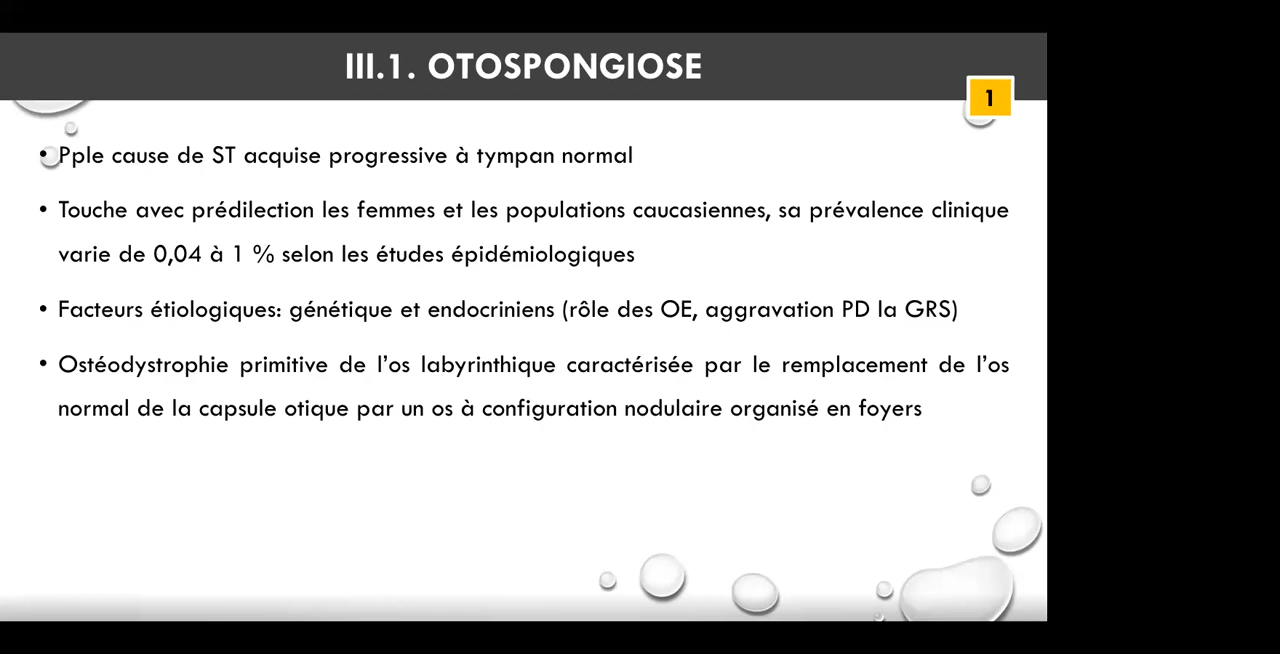 III.1. OTOSPONGIOSE
1
• Pple cause de ST acquise progressive à tympan normal
• Touche avec prédilection les femmes et les populations caucasiennes, sa prévalence clinique
varie de 0,04 à 1 % selon les études épidémiologiques
• Facteurs étiologiques: génétique et endocriniens (rôle des OE, aggravation PD la GRS)
• Ostéodystrophie primitive de l’os labyrinthique caractérisée par le remplacement de l’os
normal de la capsule otique par un os à configuration nodulaire organisé en foyers